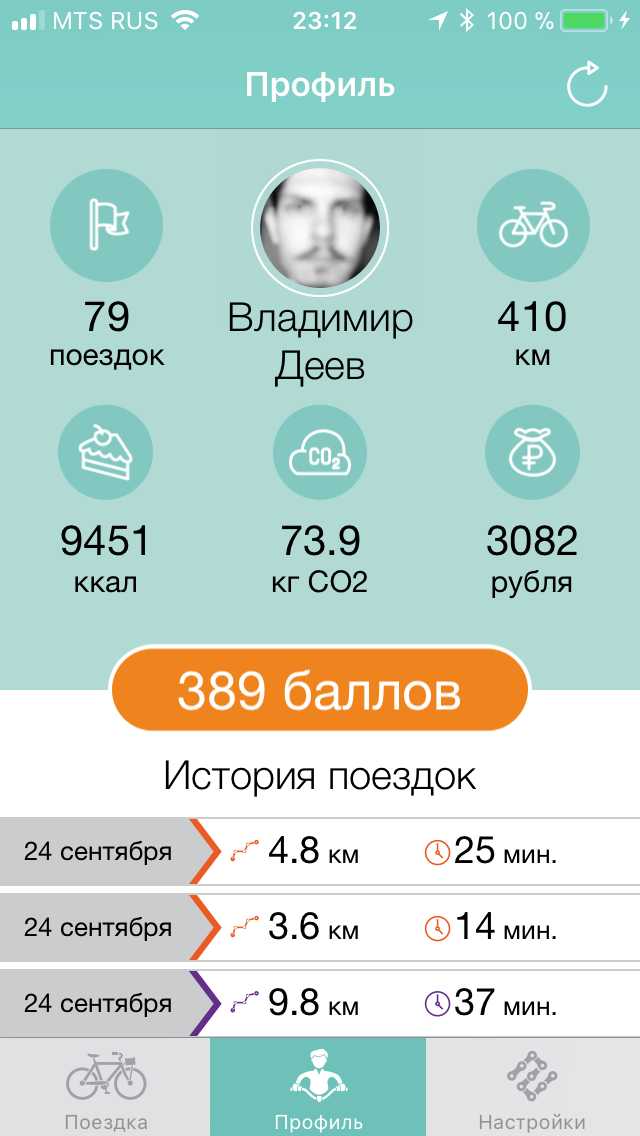 MTS RUS 23:12 100 %
Профиль
79
поездок
Владимир
Деев
410
км
9451
ккал
CO2
73.9
кг CO2
3082
рубля
389 баллов
История поездок
24 сентября 4.8 км 25 мин.
24 сентября 3.6 км 14 мин.
24 сентября 9.8 км 37 мин.
Поездка Профиль Настройки